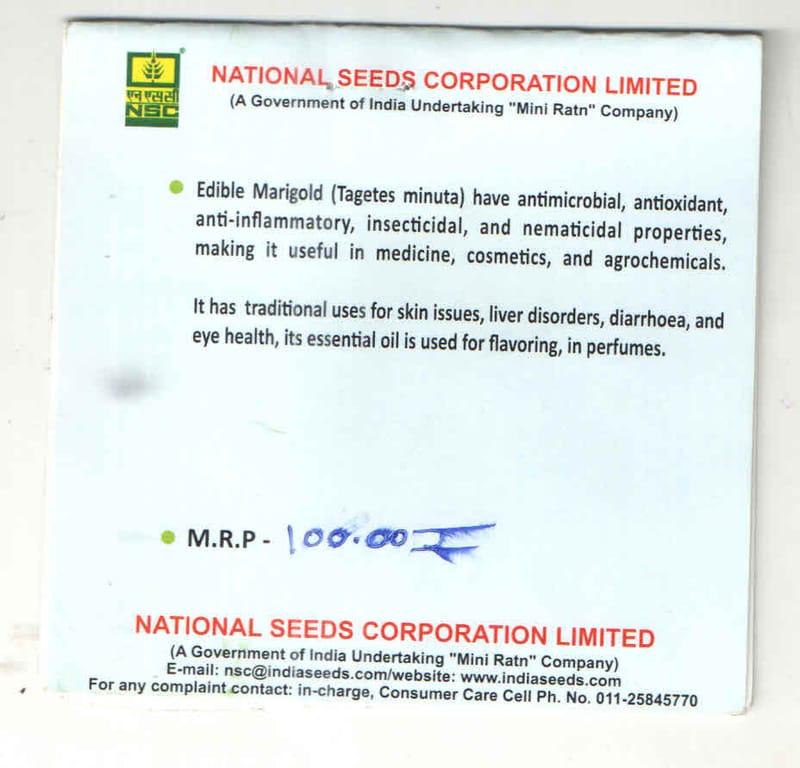 एन एस सी
NSC
NATIONAL SEEDS CORPORATION LIMITED
(A Government of India Undertaking "Mini Ratn" Company)
Edible Marigold (Tagetes minuta) have antimicrobial, antioxidant,
anti-inflammatory, insecticidal, and nematicidal properties,
making it useful in medicine, cosmetics, and agrochemicals.
It has traditional uses for skin issues, liver disorders, diarrhoea, and
eye health, its essential oil is used for flavoring, in perfumes.
M.R.P - 100.00
NATIONAL SEEDS CORPORATION LIMITED
(A Government of India Undertaking "Mini Ratn" Company)
E-mail: nsc@indiaseeds.com/website: www.indiaseeds.com
For any complaint contact: in-charge, Consumer Care Cell Ph. No. 011-25845770